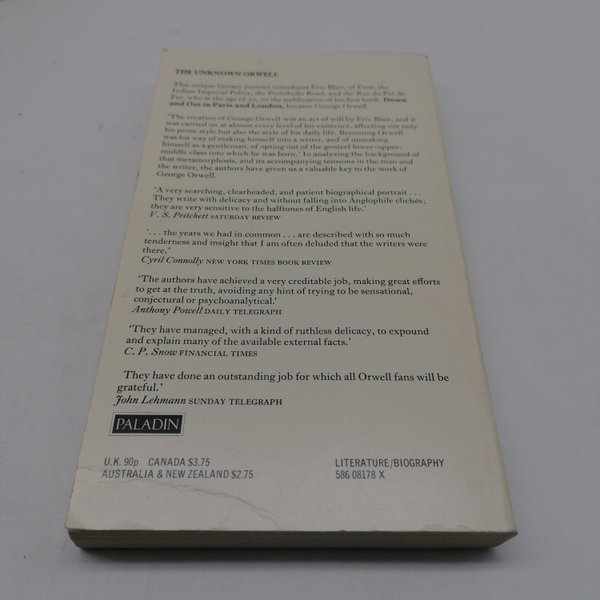 THE UNKNOWN ORWELL
This unique literary portrait introduces Eric Blair, of Eton, the
Indian Imperial Police, the Portobello Road, and the Rue du Pot de
Fer, who at the age of 30, on the publication of his first book, Down
and Out in Paris and London, became George Orwell.
'The creation of George Orwell was an act of will by Eric Blair, and it
was carried on at almost every level of his existence, affecting not only
his prose style but also the style of his daily life. Becoming Orwell
was his way of making himself into a writer, and of unmaking
himself as a gentleman, of opting out of the genteel lower-upper-
middle class into which he was born.' In analyzing the background of
that metamorphosis, and its accompanying tensions in the man and
the writer, the authors have given us a valuable key to the work of
George Orwell.
'A very searching, clearheaded, and patient biographical portrait . . .
They write with delicacy and without falling into Anglophile clichés;
they are very sensitive to the halftones of English life.'
V. S. Pritchett SATURDAY REVIEW
'. . . the years we had in common . . . are described with so much
tenderness and insight that I am often deluded that the writers were
there.'
Cyril Connolly NEW YORK TIMES BOOK REVIEW
'The authors have achieved a very creditable job, making great efforts
to get at the truth, avoiding any hint of trying to be sensational,
conjectural or psychoanalytical.'
Anthony Powell DAILY TELEGRAPH
'They have managed, with a kind of ruthless delicacy, to expound
and explain many of the available external facts.'
C. P. Snow FINANCIAL TIMES
They have done an outstanding job for which all Orwell fans will be
grateful.'
John Lehmann SUNDAY TELEGRAPH
PALADIN
U.K. 90p CANADA $3.75
AUSTRALIA & NEW ZEALAND $2.75
LITERATURE/BIOGRAPHY
586 08178 X